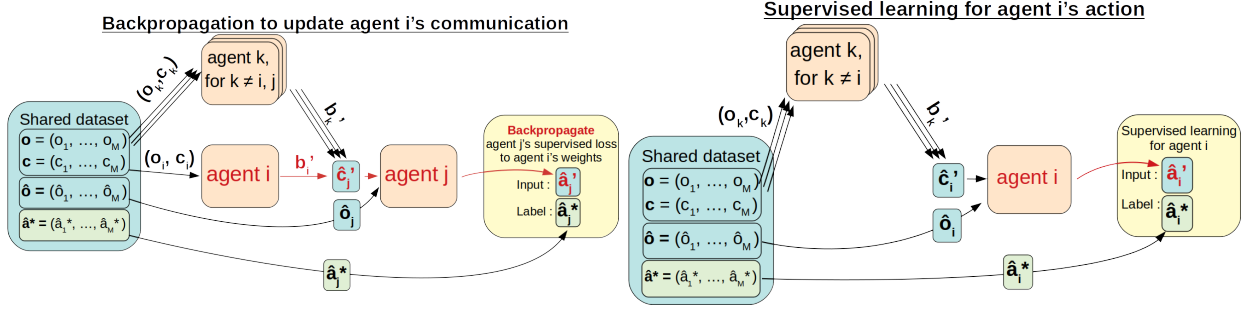 Backpropagation to update agent i's communication
agent k,
for k ≠ i, j
(o_k,c_k)
b_k'
Shared dataset
o = (o_1, …, o_M)
c = (c_1, …, c_M)
ô = (ô_1, …, ô_M)
â* = (â_1*, …, â_M*)
(o_i, c_i)
agent i
b_i'
ĉ_j'
agent j
ô_j
â_j*
Backpropagate
agent j's supervised loss
to agent i's weights
Input : â_j'
Label : â_j*
Supervised learning for agent i's action
agent k,
for k ≠ i
(o_k,c_k)
b_k'
Shared dataset
o = (o_1, …, o_M)
c = (c_1, …, c_M)
ô = (ô_1, …, ô_M)
â* = (â_1*, …, â_M*)
ĉ_i'
agent i
ô_i
â_i*
Supervised learning
for agent i
Input : â_i'
Label : â_i*